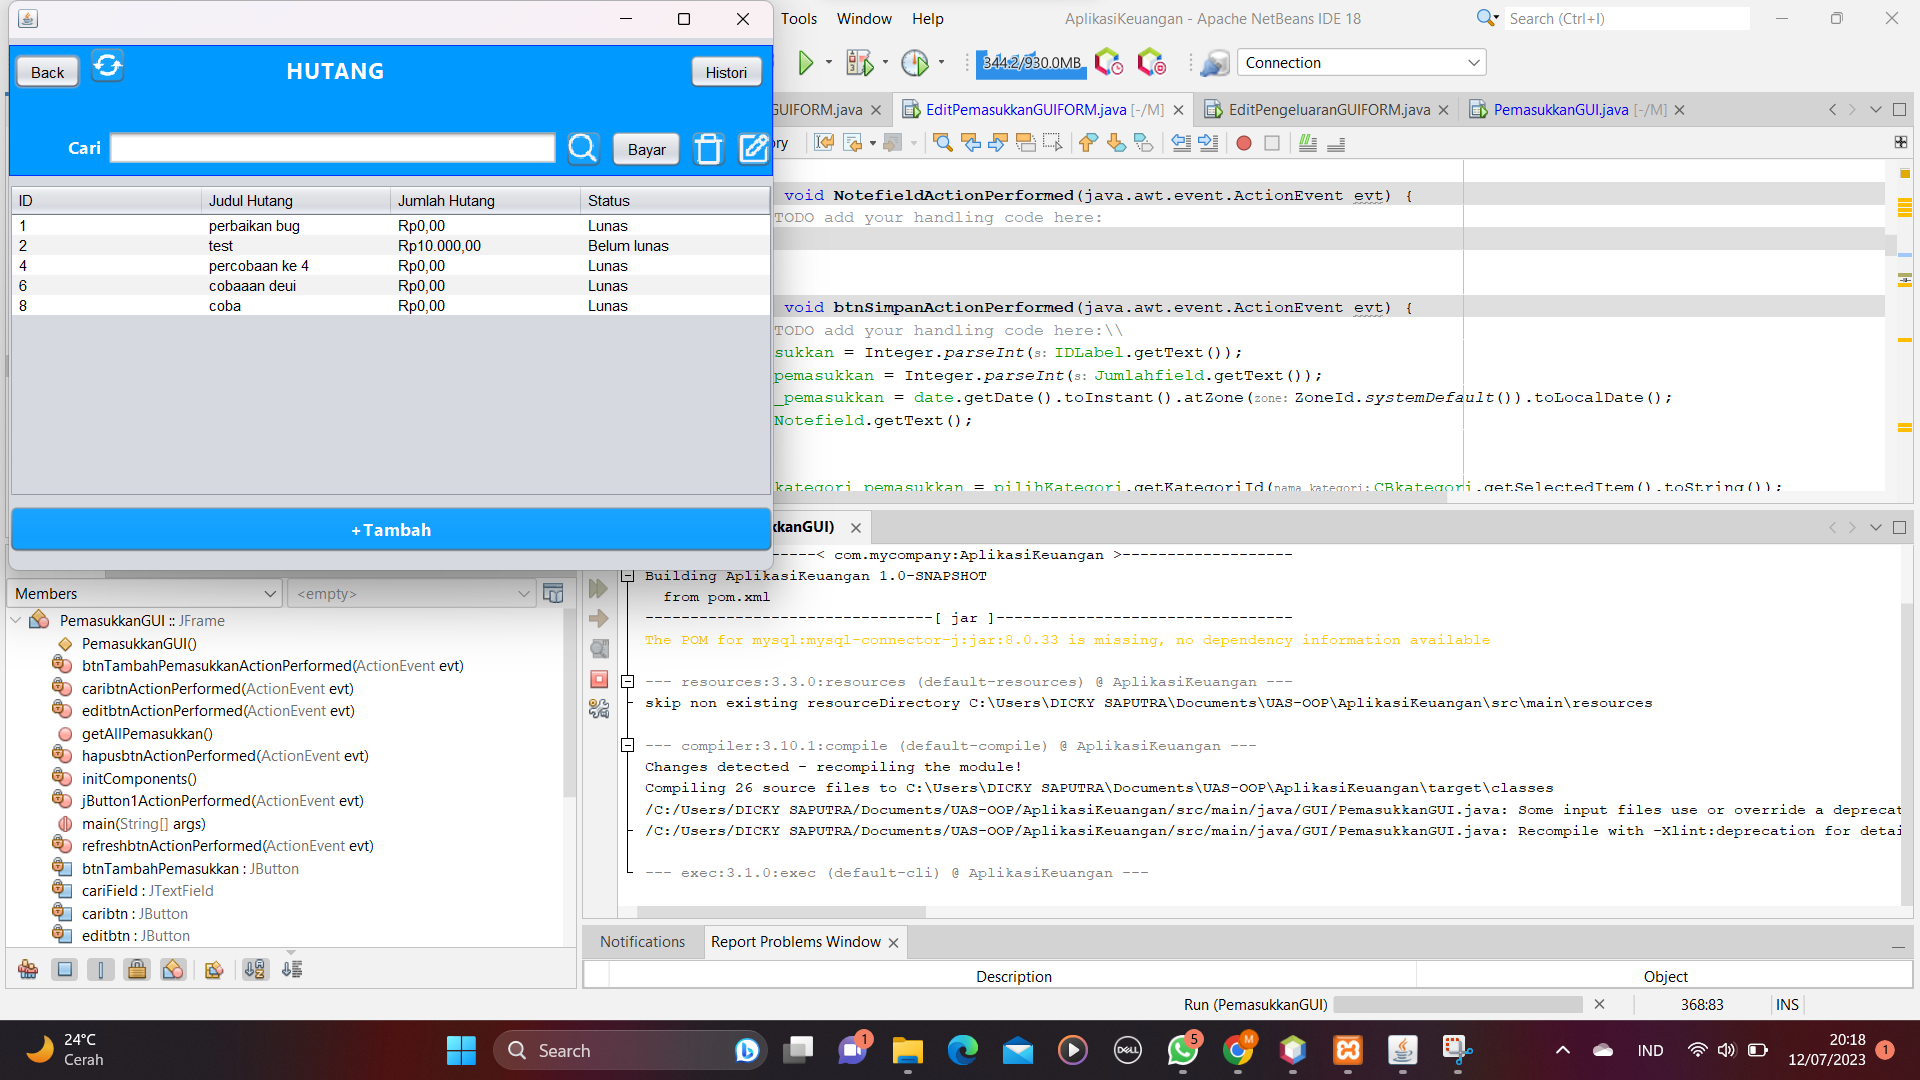 Tools Window Help
AplikasiKeuangan - Apache NetBeans IDE 18
Search (Ctrl+I)
Back
HUTANG
Histori
344.2/930.0MB
Connection
GUIFORM.java
EditPemasukkanGUIFORM.java [-/M]
EditPengeluaranGUIFORM.java
PemasukkanGUI.java [-/M]
Cari
Bayar
ry
ID Judul Hutang Jumlah Hutang Status
1 perbaikan bug Rp0,00 Lunas
2 test Rp10.000,00 Belum lunas
4 percobaan ke 4 Rp0,00 Lunas
6 cobaaan deui Rp0,00 Lunas
8 coba Rp0,00 Lunas
+Tambah
void NotefieldActionPerformed(java.awt.event.ActionEvent evt) {
TODO add your handling code here:
void btnSimpanActionPerformed(java.awt.event.ActionEvent evt) {
TODO add your handling code here:\\
sukkan = Integer.parseInt(s: IDLabel.getText());
pemasukkan = Integer.parseInt(s: Jumlahfield.getText());
_pemasukkan = date.getDate().toInstant().atZone(zone: ZoneId.systemDefault()).toLocalDate();
Notefield.getText();
kategori_pemasukkan = pilihKategori.getKategoriId(nama_kategori: CBkategori.getSelectedItem().toString());
kkanGUI)
-----< com.mycompany:AplikasiKeuangan >-------------------
Building AplikasiKeuangan 1.0-SNAPSHOT
from pom.xml
--------------------------------[ jar ]---------------------------------
The POM for mysql:mysql-connector-j:jar:8.0.33 is missing, no dependency information available
--- resources:3.3.0:resources (default-resources) @ AplikasiKeuangan ---
skip non existing resourceDirectory C:\Users\DICKY SAPUTRA\Documents\UAS-OOP\AplikasiKeuangan\src\main\resources
--- compiler:3.10.1:compile (default-compile) @ AplikasiKeuangan ---
Changes detected - recompiling the module!
Compiling 26 source files to C:\Users\DICKY SAPUTRA\Documents\UAS-OOP\AplikasiKeuangan\target\classes
/C:/Users/DICKY SAPUTRA/Documents/UAS-OOP/AplikasiKeuangan/src/main/java/GUI/PemasukkanGUI.java: Some input files use or override a deprecat
/C:/Users/DICKY SAPUTRA/Documents/UAS-OOP/AplikasiKeuangan/src/main/java/GUI/PemasukkanGUI.java: Recompile with -Xlint:deprecation for detai
--- exec:3.1.0:exec (default-cli) @ AplikasiKeuangan ---
Members
<empty>
PemasukkanGUI :: JFrame
PemasukkanGUI()
btnTambahPemasukkanActionPerformed(ActionEvent evt)
caribtnActionPerformed(ActionEvent evt)
editbtnActionPerformed(ActionEvent evt)
getAllPemasukkan()
hapusbtnActionPerformed(ActionEvent evt)
initComponents()
jButton1ActionPerformed(ActionEvent evt)
main(String[] args)
refreshbtnActionPerformed(ActionEvent evt)
btnTambahPemasukkan : JButton
cariField : JTextField
caribtn : JButton
editbtn : JButton
Notifications
Report Problems Window
Description Object
Run (PemasukkanGUI)
368:83
INS
24°C
Cerah
Search
1
DELL
5
M
IND
20:18
12/07/2023
1